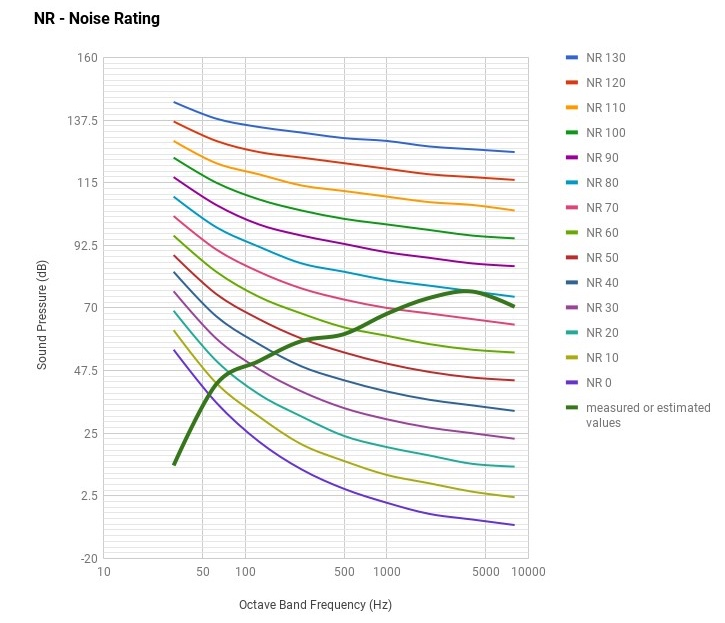 NR - Noise Rating
160
137.5
115
92.5
70
47.5
25
2.5
-20
10
50
100
500
1000
5000
10000
Sound Pressure (dB)
Octave Band Frequency (Hz)
NR 130
NR 120
NR 110
NR 100
NR 90
NR 80
NR 70
NR 60
NR 50
NR 40
NR 30
NR 20
NR 10
NR 0
measured or estimated
values